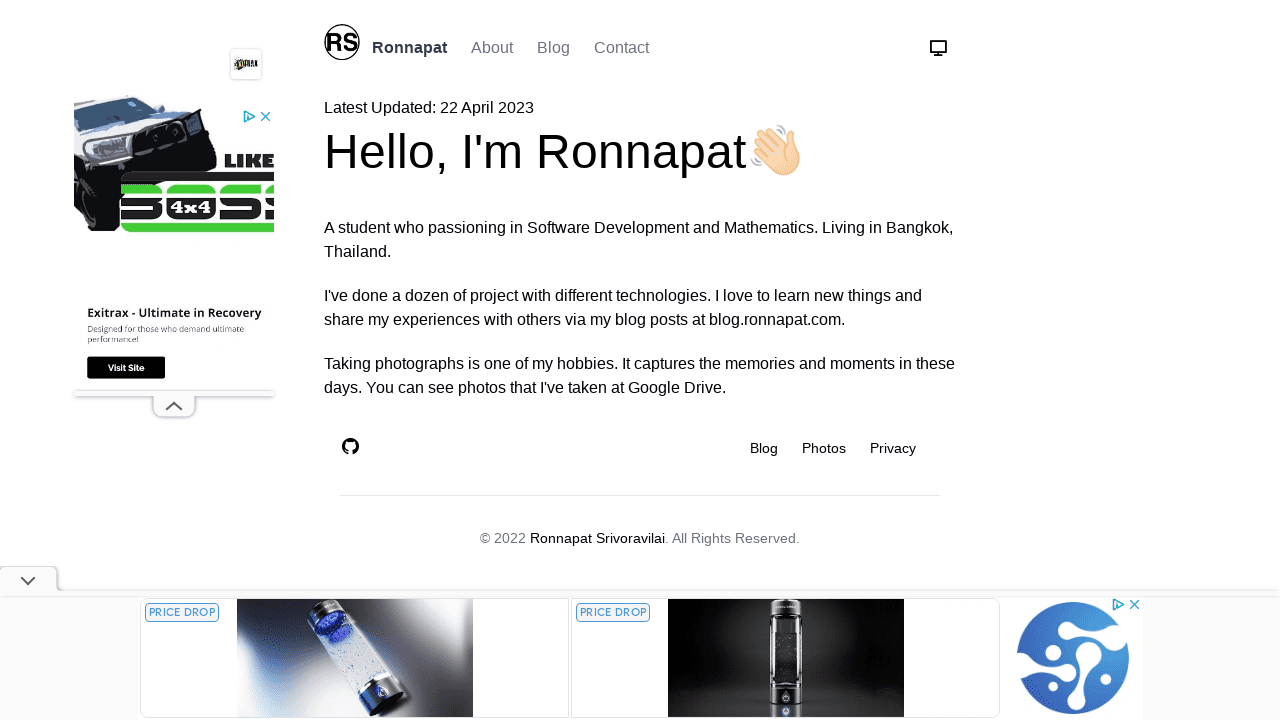 RS
Ronnapat About Blog Contact
Latest Updated: 22 April 2023
Hello, I'm Ronnapat
A student who passioning in Software Development and Mathematics. Living in Bangkok,
Thailand.
I've done a dozen of project with different technologies. I love to learn new things and
share my experiences with others via my blog posts at blog.ronnapat.com.
Taking photographs is one of my hobbies. It captures the memories and moments in these
days. You can see photos that I've taken at Google Drive.
Blog Photos Privacy
© 2022 Ronnapat Srivoravilai. All Rights Reserved.
LIKE
BOSS
4x4
Exitrax - Ultimate in Recovery
Designed for those who demand ultimate
performance!
Visit Site
PRICE DROP
PRICE DROP